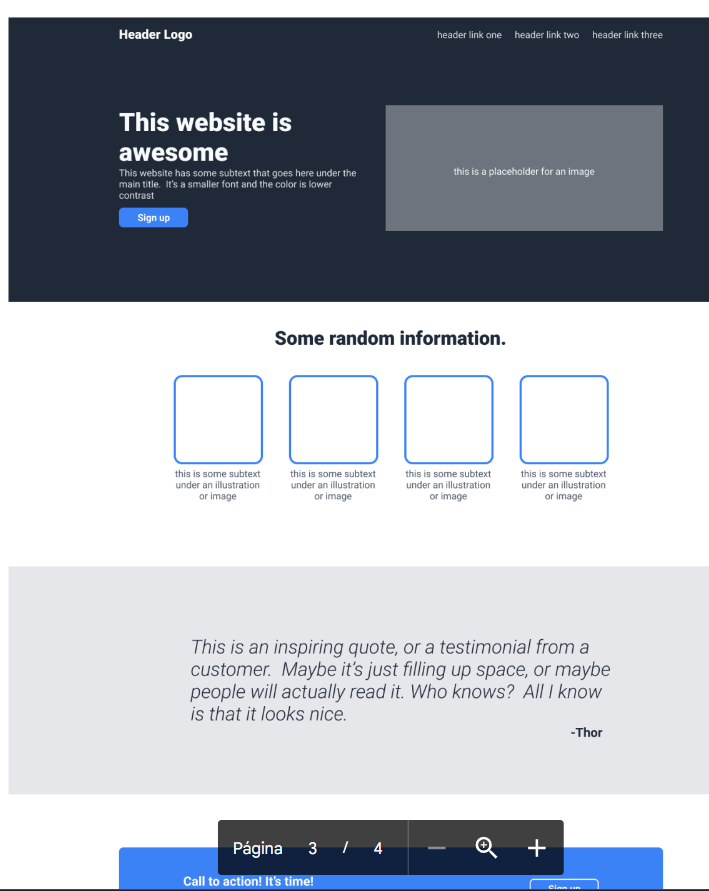 Header Logo
header link one
header link two
header link three
This website is
awesome
This website has some subtext that goes here under the
main title.  It's a smaller font and the color is lower
contrast
Sign up
this is a placeholder for an image
Some random information.
this is some subtext
under an illustration
or image
this is some subtext
under an illustration
or image
this is some subtext
under an illustration
or image
this is some subtext
under an illustration
or image
This is an inspiring quote, or a testimonial from a
customer.  Maybe it's just filling up space, or maybe
people will actually read it. Who knows?  All I know
is that it looks nice.
-Thor
Página 3 / 4
Call to action! It's time!
Sign up